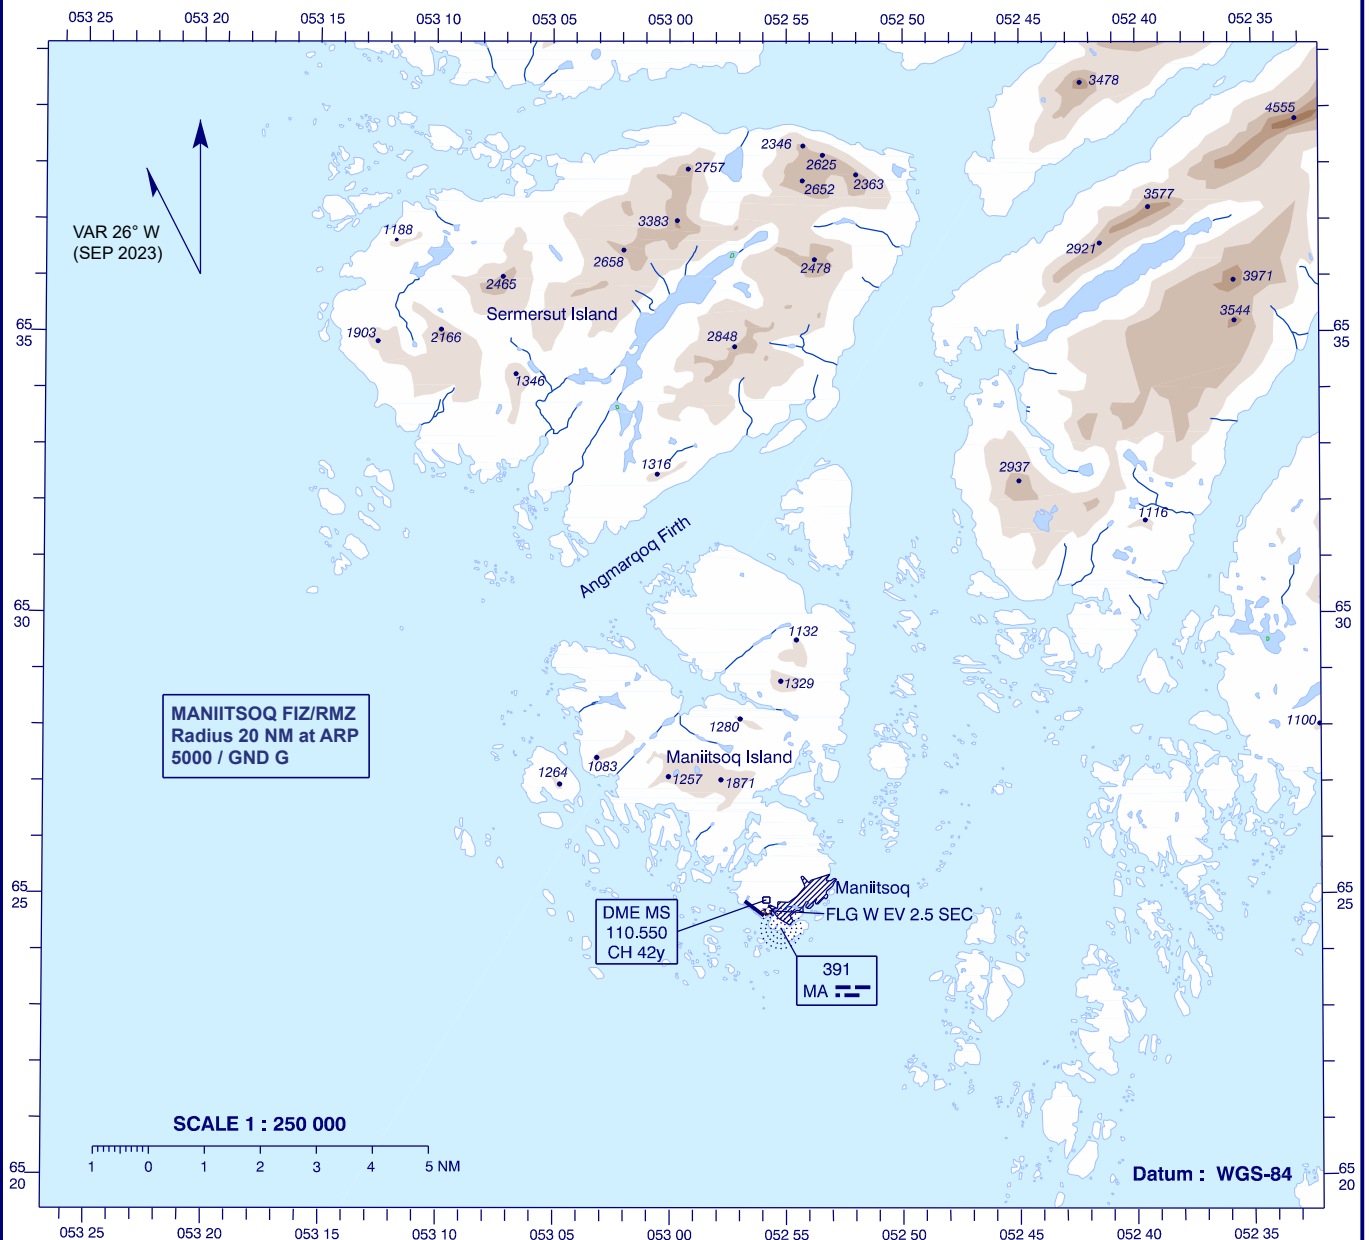 053 25 053 20 053 15 053 10 053 05 053 00 052 55 052 50 052 45 052 40 052 35
3478
4555
2346
2625
2757
2652
2363
3577
3383
1188
VAR 26° W
(SEP 2023)
2921
2658
2478
2465
3971
Sermersut Island
3544
65
35
65
35
1903
2166
2848
1346
1316
2937
1116
Angmarqoq Firth
65
30
65
30
1132
1329
MANIITSOQ FIZ/RMZ
Radius 20 NM at ARP
5000 / GND G
1280
1100
Maniitsoq Island
1264
1083
1257
1871
65
25
65
25
Maniitsoq
FLG W EV 2.5 SEC
DME MS
110.550
CH 42y
391
MA
SCALE 1 : 250 000
1 0 1 2 3 4 5 NM
Datum : WGS-84
65
20
65
20
053 25 053 20 053 15 053 10 053 05 053 00 052 55 052 50 052 45 052 40 052 35